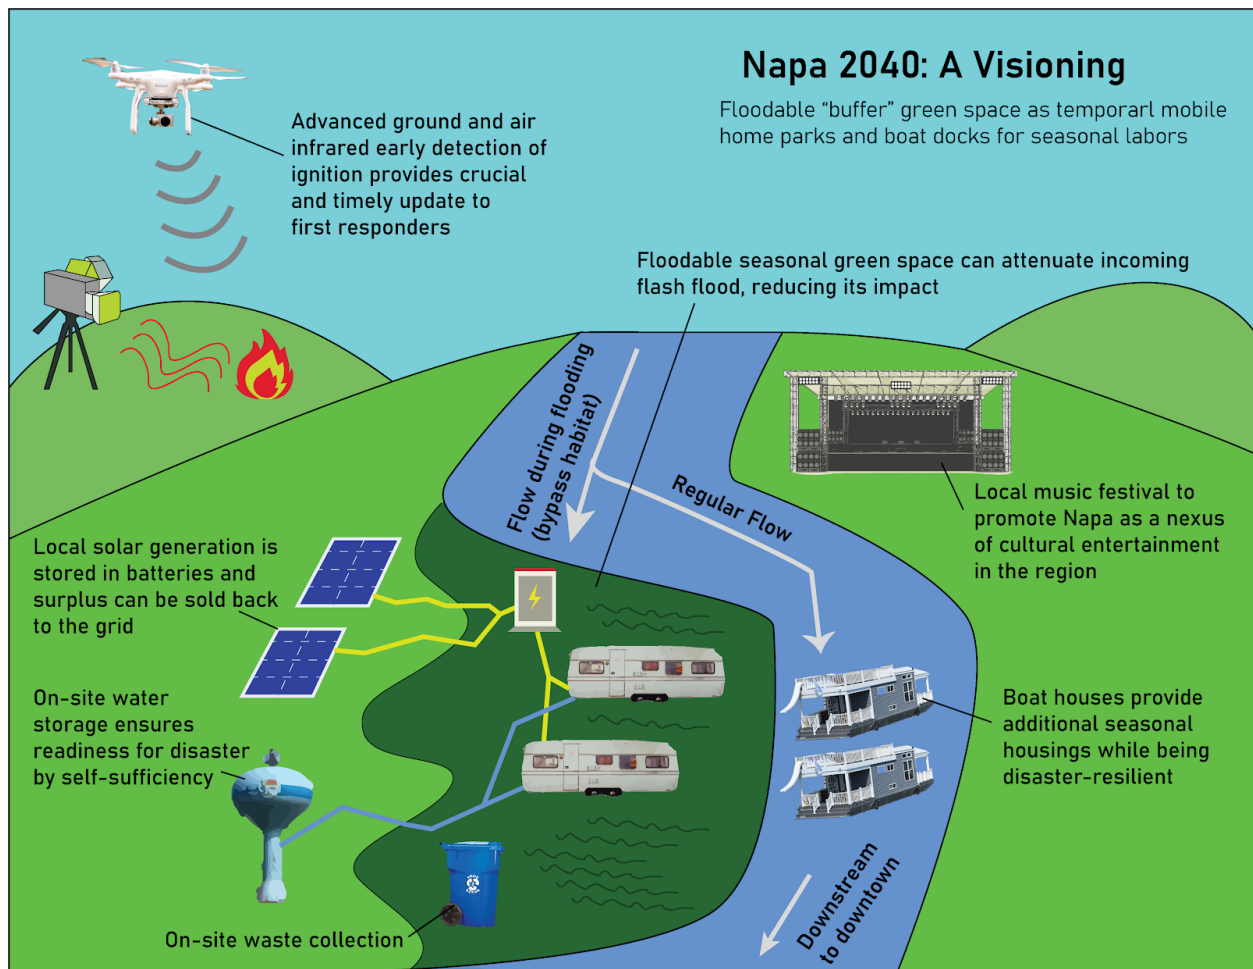 Napa 2040: A Visioning
Floodable “buffer” green space as temporarl mobile
home parks and boat docks for seasonal labors
Advanced ground and air
infrared early detection of
ignition provides crucial
and timely update to
first responders
Floodable seasonal green space can attenuate incoming
flash flood, reducing its impact
Flow during flooding
(bypass habitat)
Regular Flow
Local music festival to
promote Napa as a nexus
of cultural entertainment
in the region
Local solar generation is
stored in batteries and
surplus can be sold back
to the grid
On-site water
storage ensures
readiness for disaster
by self-sufficiency
Boat houses provide
additional seasonal
housings while being
disaster-resilient
Downstream
to downtown
On-site waste collection